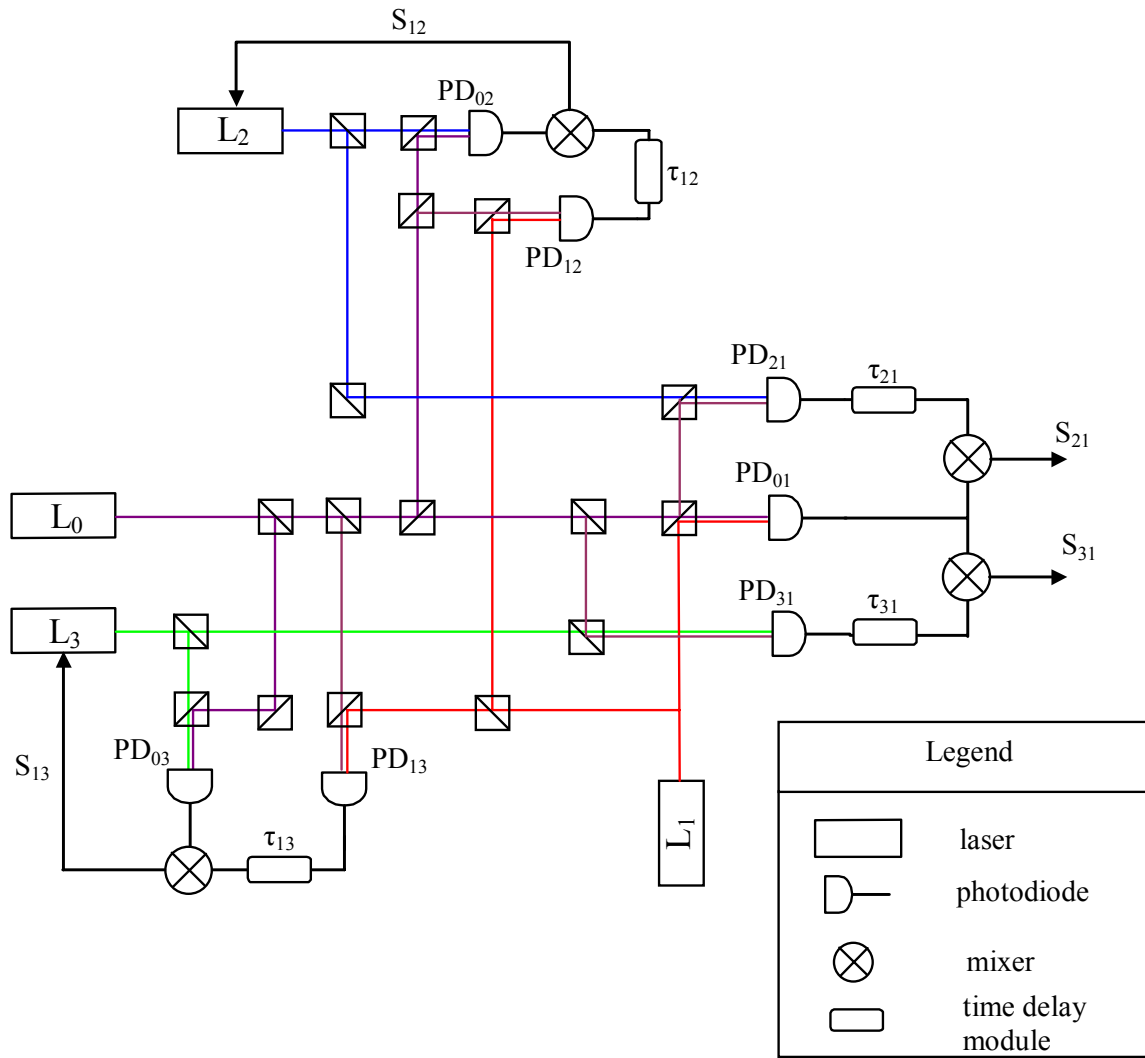 S₁₂
PD₀₂
L₂
τ₁₂
PD₁₂
PD₂₁
τ₂₁
S₂₁
PD₀₁
L₀
S₃₁
PD₃₁
τ₃₁
L₃
PD₀₃
PD₁₃
S₁₃
τ₁₃
L₁
Legend
laser
photodiode
mixer
time delay
module